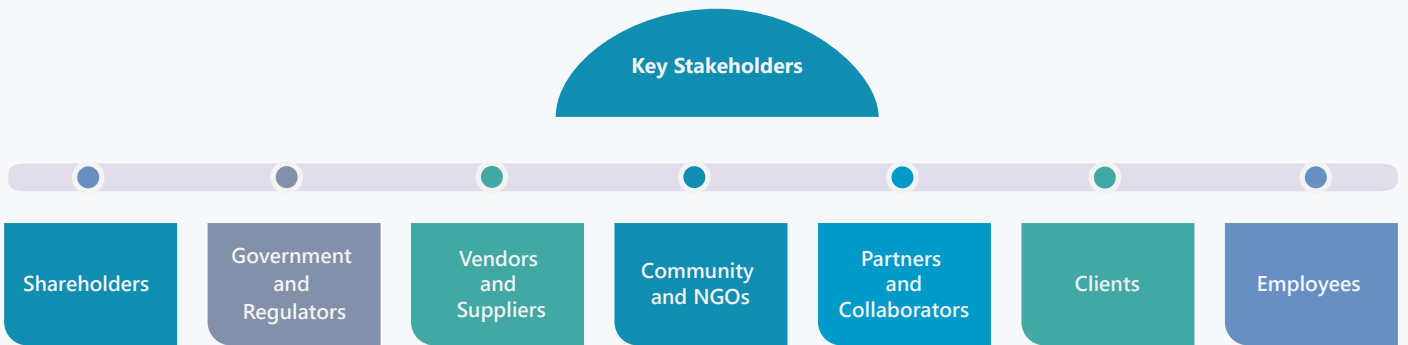 Key Stakeholders
Shareholders
Government
and
Regulators
Vendors
and
Suppliers
Community
and NGOs
Partners
and
Collaborators
Clients
Employees